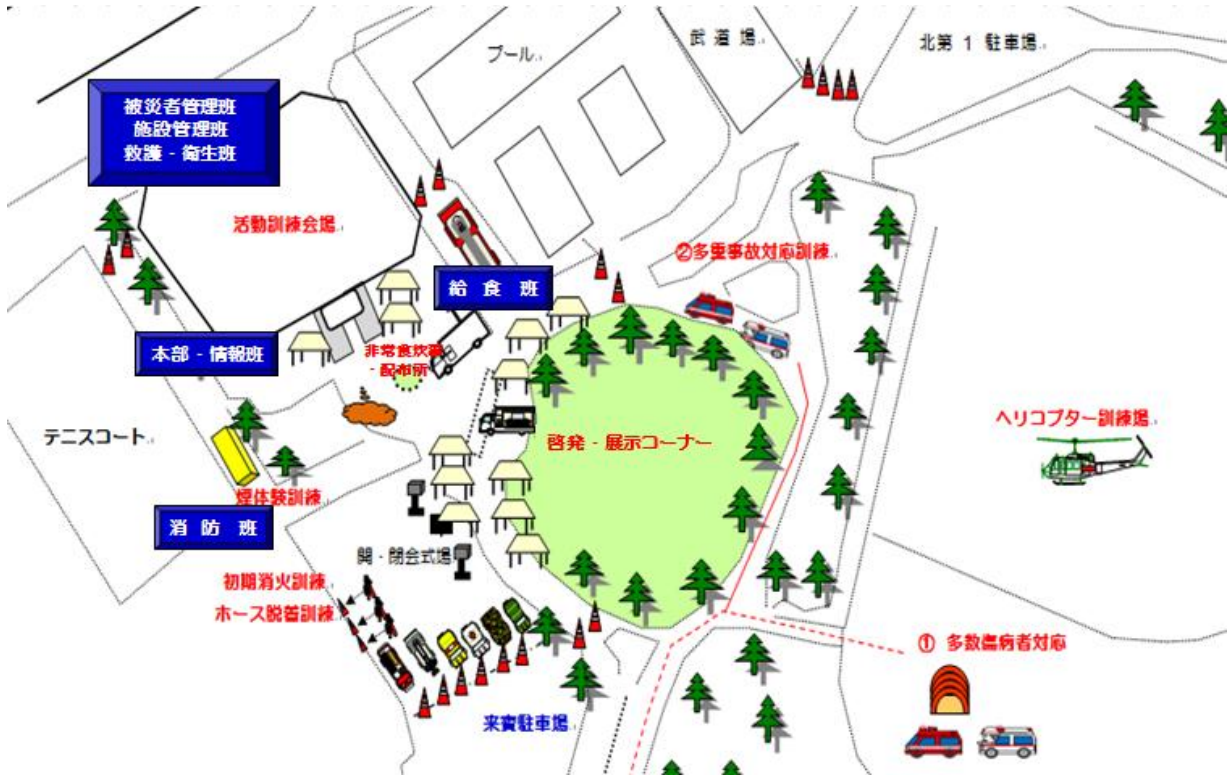 プール
武 道 場
北第 1 駐車場
被災者管理班
施設管理班
救護・衛生班
活動訓練会場
②多重事故対応訓練
給 食 班
本部・情報班
非常食炊
・配布所
テニスコート
啓発・展示コーナー
ヘリコプター訓練場
煙体験訓練
消 防 班
開・閉会式場
初期消火訓練
ホース脱着訓練
① 多数傷病者対応
来賓駐車場